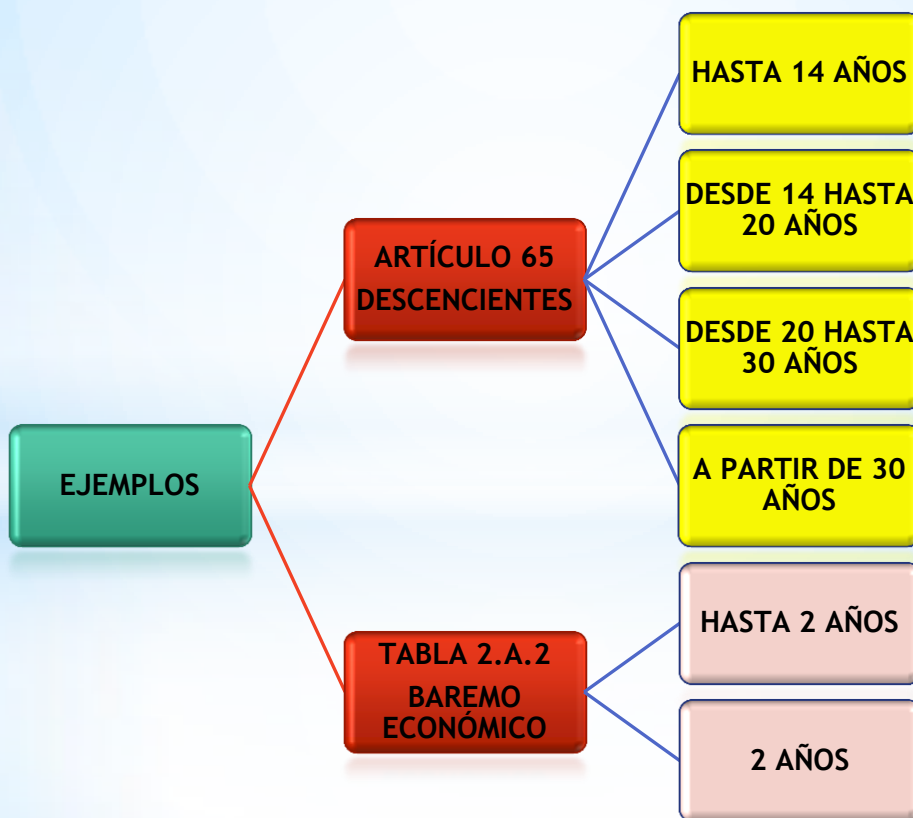 EJEMPLOS
ARTÍCULO 65
DESCENCIENTES
HASTA 14 AÑOS
DESDE 14 HASTA
20 AÑOS
DESDE 20 HASTA
30 AÑOS
A PARTIR DE 30
AÑOS
TABLA 2.A.2
BAREMO
ECONÓMICO
HASTA 2 AÑOS
2 AÑOS